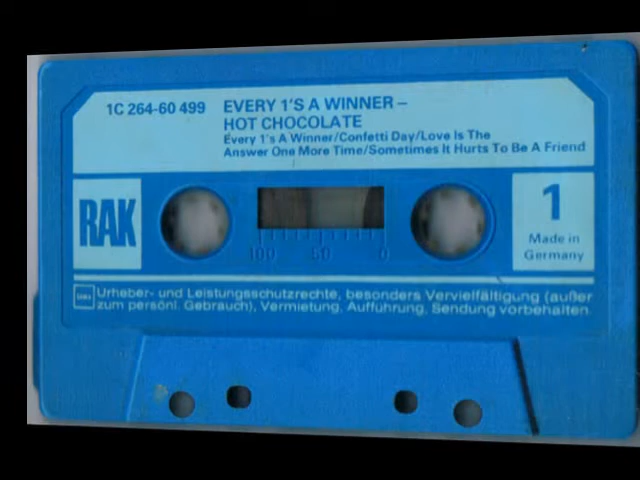 1C 264-60 499 EVERY 1'S A WINNER –
HOT CHOCOLATE
Every 1's A Winner/Confetti Day/Love Is The
Answer One More Time/Sometimes It Hurts To Be A Friend
RAK
1
Made in
Germany
100 50 0
Urheber- und Leistungsschutzrechte, besonders Vervielfältigung (außer
zum persönl. Gebrauch), Vermietung, Aufführung, Sendung vorbehalten.